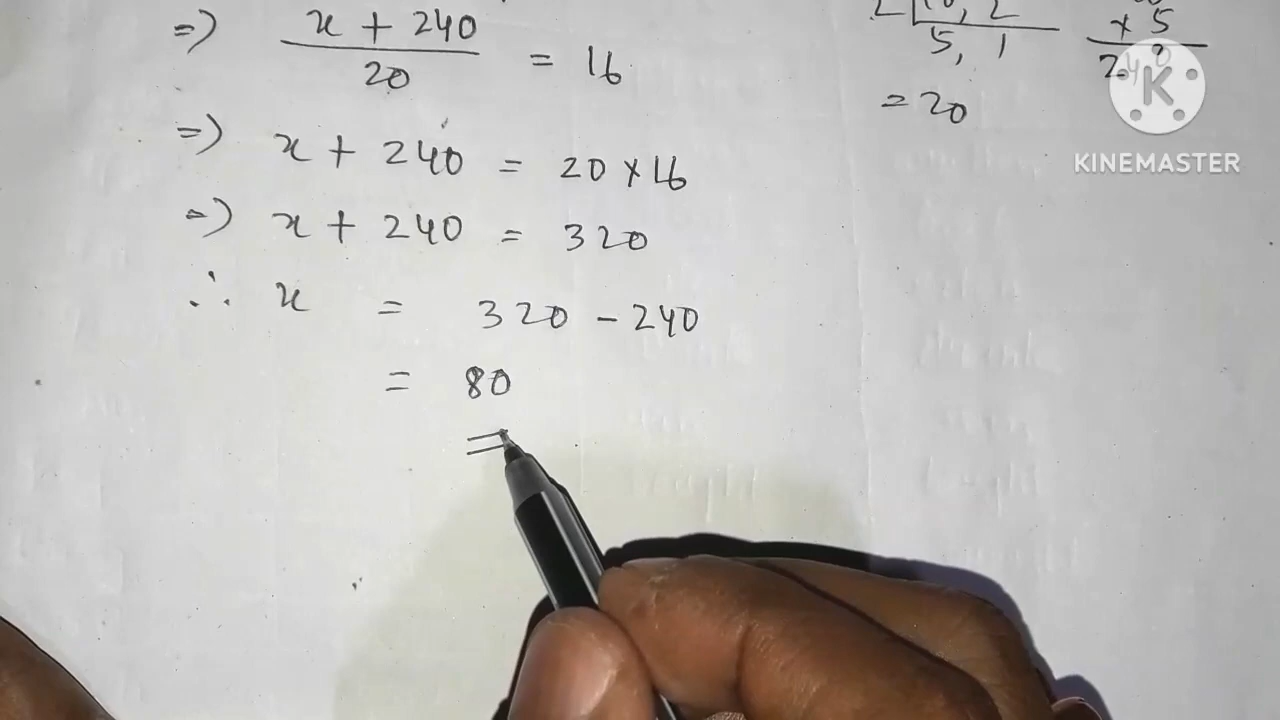 =) x + 240
20 = 16
=) x + 240 = 20 × 16
=) x + 240 = 320
∴ x = 320 - 240
= 80
5, 1
= 20
× 5
K
KINEMASTER